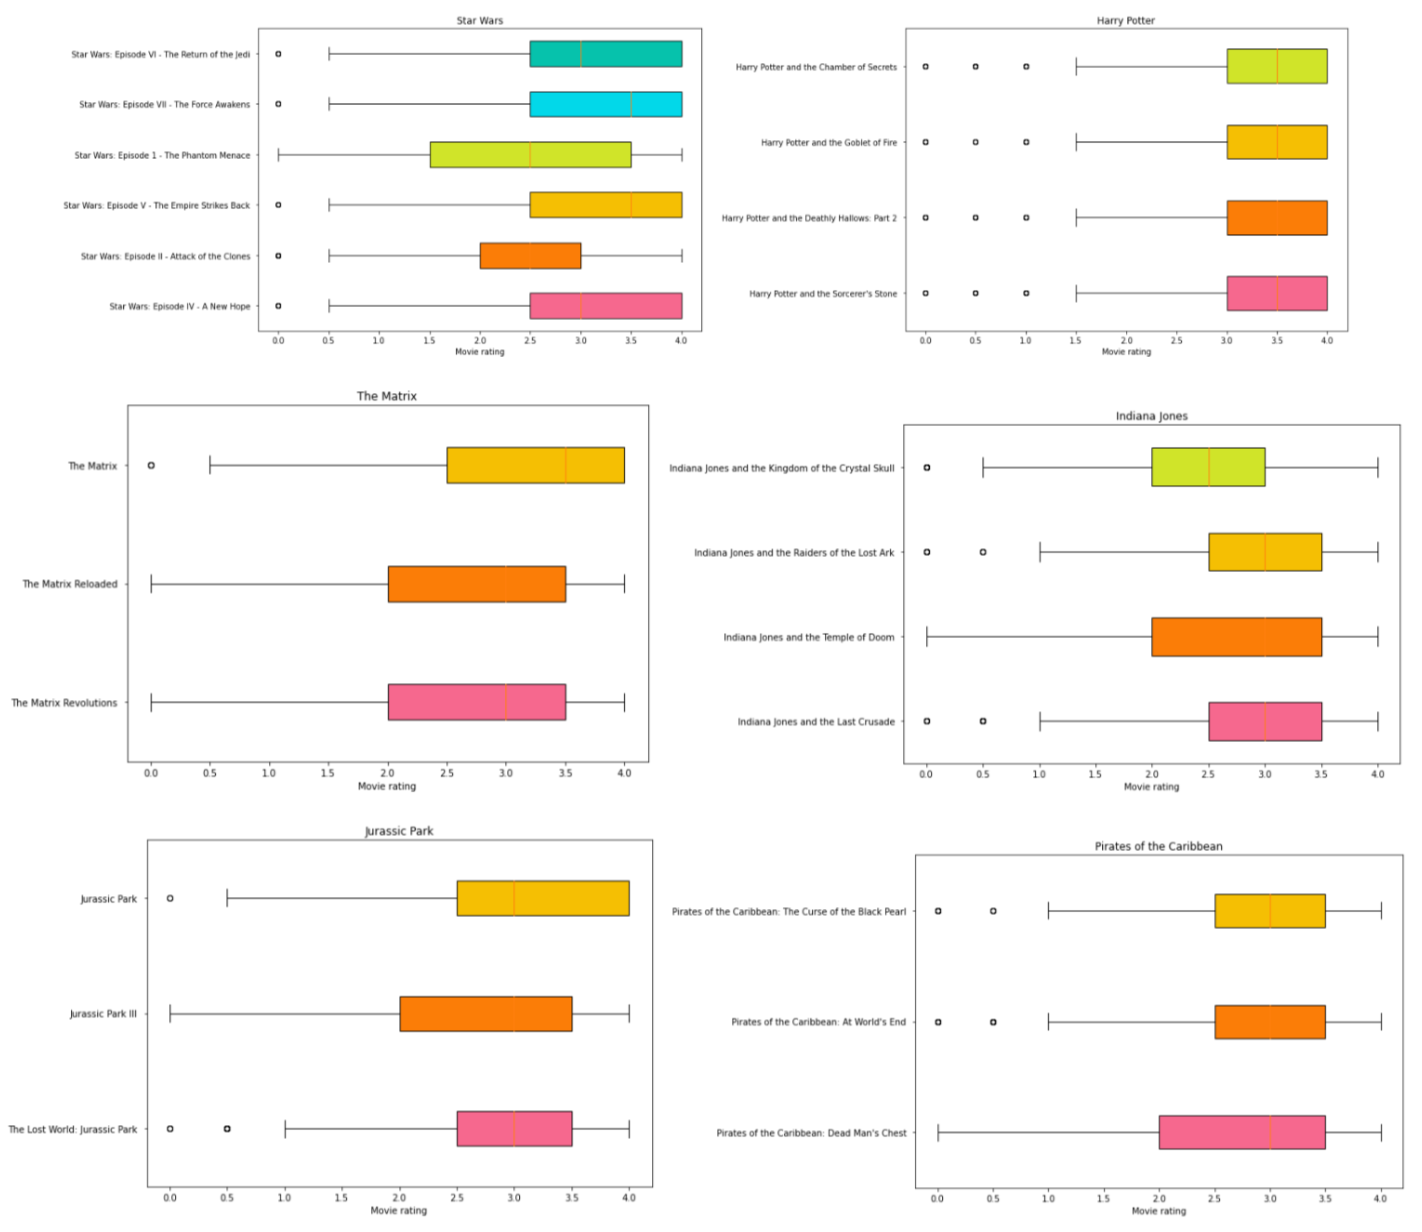 Star Wars
Star Wars: Episode VI - The Return of the Jedi
Star Wars: Episode VII - The Force Awakens
Star Wars: Episode 1 - The Phantom Menace
Star Wars: Episode V - The Empire Strikes Back
Star Wars: Episode II - Attack of the Clones
Star Wars: Episode IV - A New Hope
0.0 0.5 1.0 1.5 2.0 2.5 3.0 3.5 4.0
Movie rating
Harry Potter
Harry Potter and the Chamber of Secrets
Harry Potter and the Goblet of Fire
Harry Potter and the Deathly Hallows: Part 2
Harry Potter and the Sorcerer's Stone
0.0 0.5 1.0 1.5 2.0 2.5 3.0 3.5 4.0
Movie rating
The Matrix
The Matrix
The Matrix Reloaded
The Matrix Revolutions
0.0 0.5 1.0 1.5 2.0 2.5 3.0 3.5 4.0
Movie rating
Indiana Jones
Indiana Jones and the Kingdom of the Crystal Skull
Indiana Jones and the Raiders of the Lost Ark
Indiana Jones and the Temple of Doom
Indiana Jones and the Last Crusade
0.0 0.5 1.0 1.5 2.0 2.5 3.0 3.5 4.0
Movie rating
Jurassic Park
Jurassic Park
Jurassic Park III
The Lost World: Jurassic Park
0.0 0.5 1.0 1.5 2.0 2.5 3.0 3.5 4.0
Movie rating
Pirates of the Caribbean
Pirates of the Caribbean: The Curse of the Black Pearl
Pirates of the Caribbean: At World's End
Pirates of the Caribbean: Dead Man's Chest
0.0 0.5 1.0 1.5 2.0 2.5 3.0 3.5 4.0
Movie rating